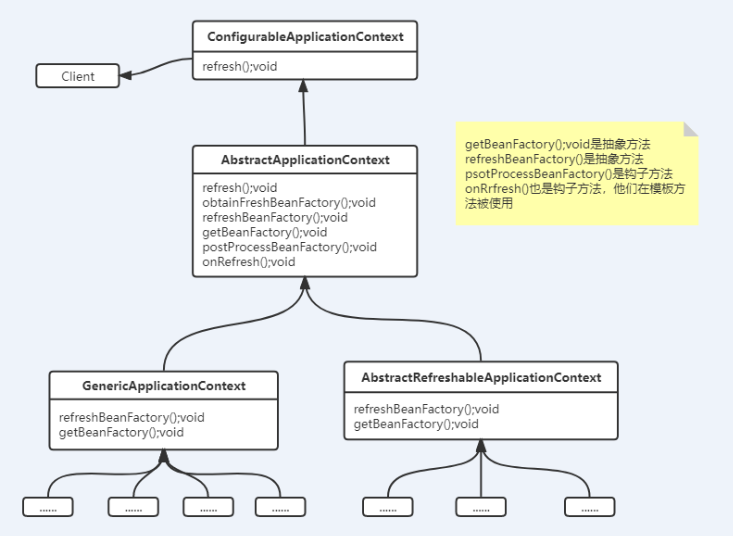 ConfigurableApplicationContext
refresh();void
Client
AbstractApplicationContext
refresh();void
obtainFreshBeanFactory();void
refreshBeanFactory();void
getBeanFactory();void
postProcessBeanFactory();void
onRefresh();void
getBeanFactory();void是抽象方法
refreshBeanFactory()是抽象方法
psotProcessBeanFactory()是钩子方法
onRrfresh()也是钩子方法，他们在模板方
法被使用
GenericApplicationContext
refreshBeanFactory();void
getBeanFactory();void
AbstractRefreshableApplicationContext
refreshBeanFactory();void
getBeanFactory();void
......
......
......
......
......
......
......